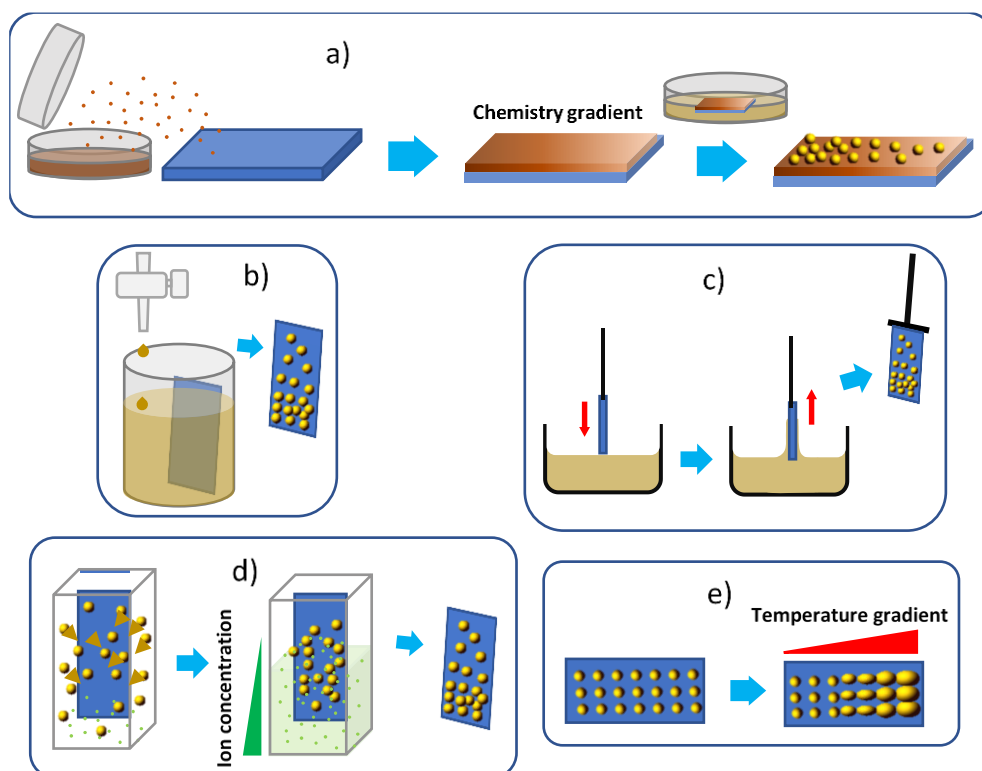 a)
Chemistry gradient
b)
c)
d)
Ion concentration
e)
Temperature gradient